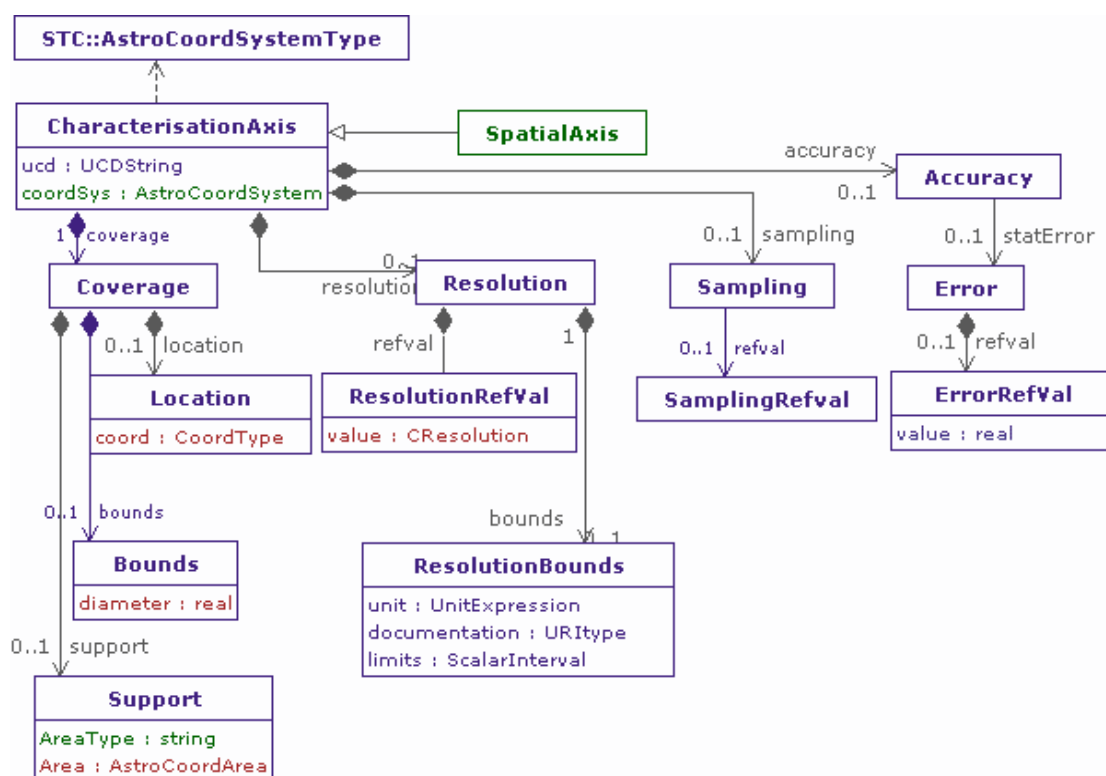 STC::AstroCoordSystemType
CharacterisationAxis
ucd : UCDString
coordSys : AstroCoordSystem
SpatialAxis
accuracy
0..1
Accuracy
1 coverage
0..1 sampling
0..1 statError
Coverage
resolution
Resolution
Sampling
Error
0..1 location
refval
1
0..1 refval
0..1 refval
Location
coord : CoordType
ResolutionRefVal
value : CResolution
SamplingRefval
ErrorRefVal
value : real
0..1 bounds
bounds
Bounds
diameter : real
ResolutionBounds
unit : UnitExpression
documentation : URItype
limits : ScalarInterval
0..1 support
Support
AreaType : string
Area : AstroCoordArea